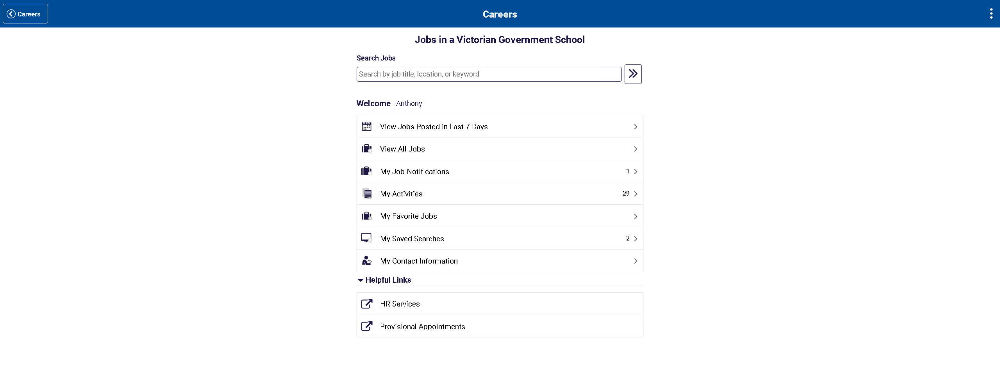 Careers
Careers
Jobs in a Victorian Government School
Search Jobs
Search by job title, location, or keyword
Welcome Anthony
View Jobs Posted in Last 7 Days
View All Jobs
My Job Notifications 1
My Activities 29
My Favorite Jobs
My Saved Searches 2
My Contact Information
Helpful Links
HR Services
Provisional Appointments